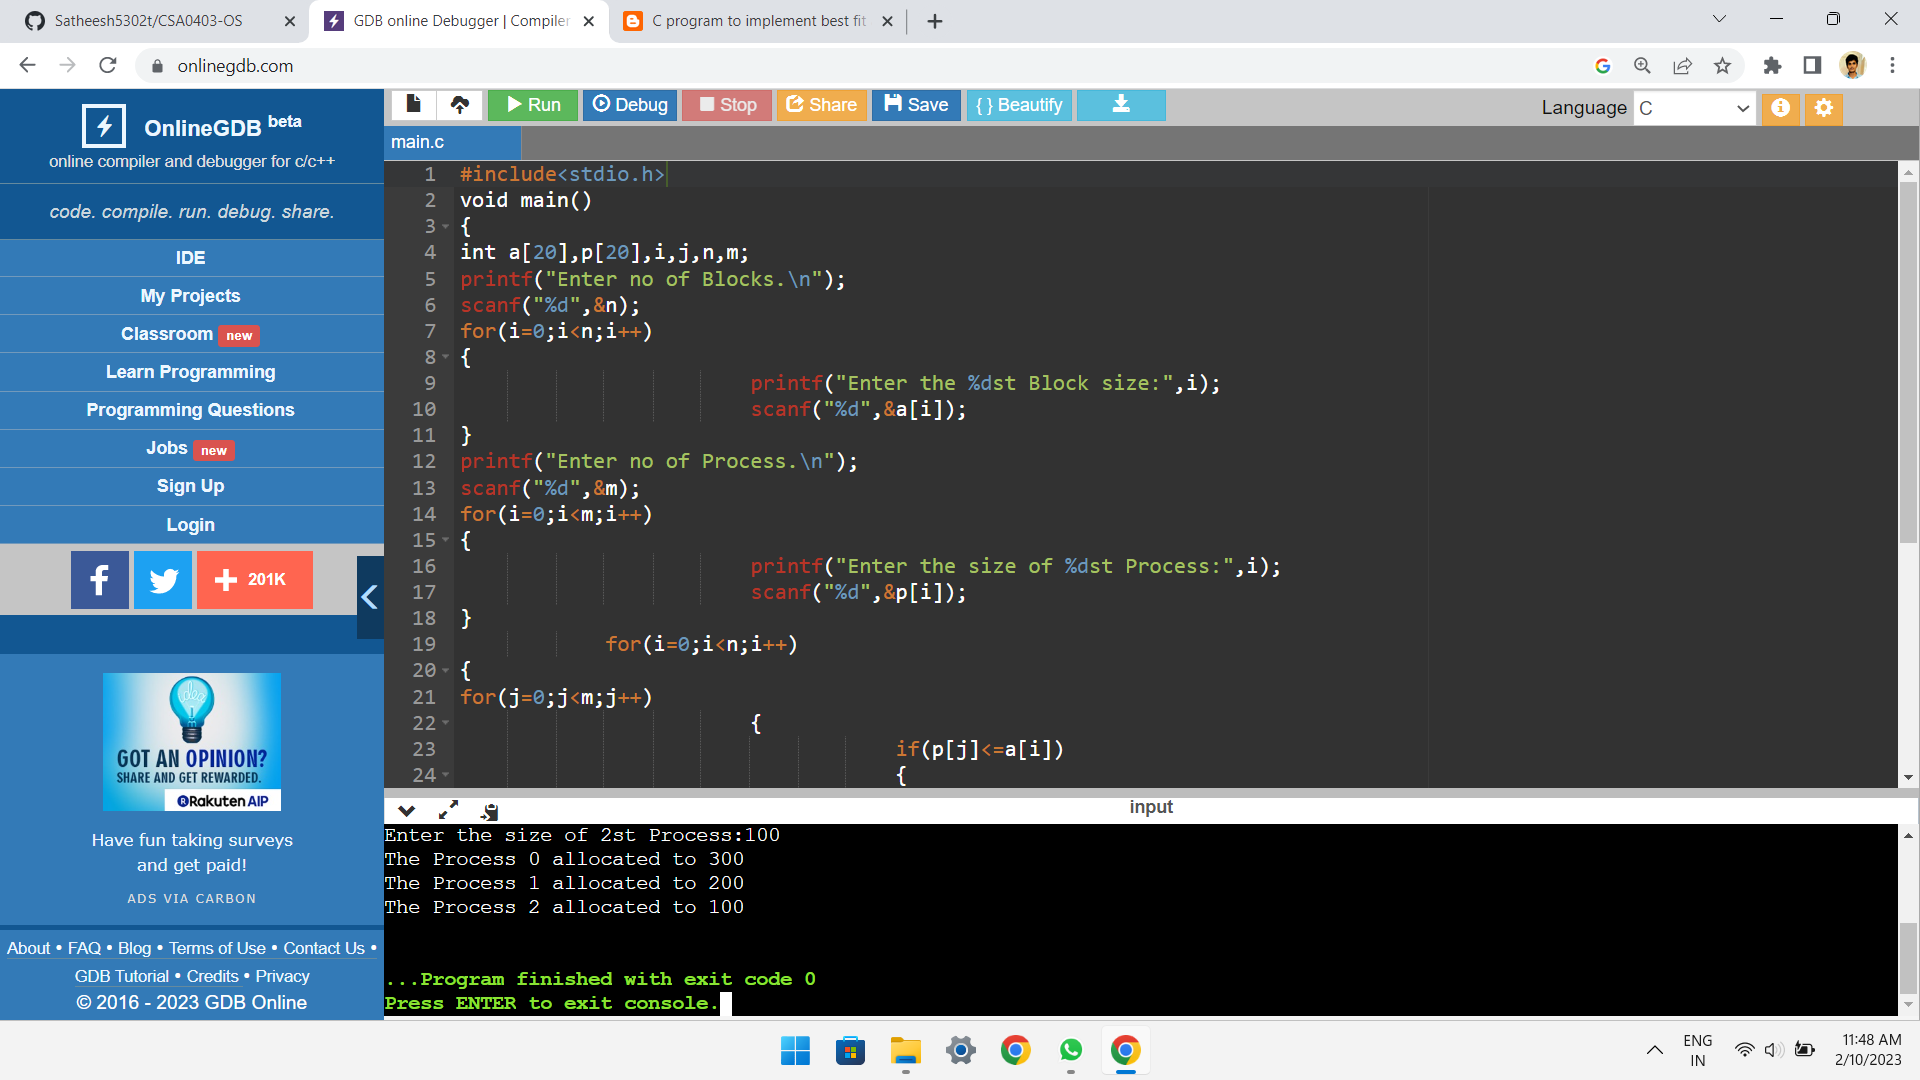 Satheesh5302t/CSA0403-OS
GDB online Debugger | Compiler
C program to implement best fit
onlinegdb.com
OnlineGDB beta
online compiler and debugger for c/c++
code. compile. run. debug. share.
IDE
My Projects
Classroom new
Learn Programming
Programming Questions
Jobs new
Sign Up
Login
201K
GOT AN OPINION?
SHARE AND GET REWARDED.
Rakuten AIP
Have fun taking surveys
and get paid!
ADS VIA CARBON
About • FAQ • Blog • Terms of Use • Contact Us •
GDB Tutorial • Credits • Privacy
© 2016 - 2023 GDB Online
Run
Debug
Stop
Share
Save
{ } Beautify
Language C
main.c
1 #include<stdio.h>
2 void main()
3 {
4 int a[20],p[20],i,j,n,m;
5 printf("Enter no of Blocks.\n");
6 scanf("%d",&n);
7 for(i=0;i<n;i++)
8 {
9 printf("Enter the %dst Block size:",i);
10 scanf("%d",&a[i]);
11 }
12 printf("Enter no of Process.\n");
13 scanf("%d",&m);
14 for(i=0;i<m;i++)
15 {
16 printf("Enter the size of %dst Process:",i);
17 scanf("%d",&p[i]);
18 }
19 for(i=0;i<n;i++)
20 {
21 for(j=0;j<m;j++)
22 {
23 if(p[j]<=a[i])
24 {
input
Enter the size of 2st Process:100
The Process 0 allocated to 300
The Process 1 allocated to 200
The Process 2 allocated to 100
...Program finished with exit code 0
Press ENTER to exit console.
ENG
IN
11:48 AM
2/10/2023